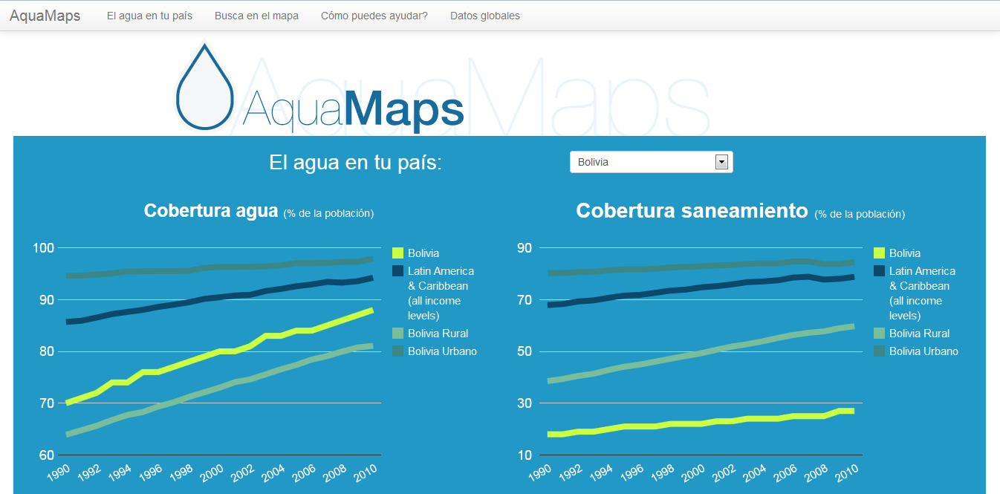 AquaMaps El agua en tu país Busca en el mapa Cómo puedes ayudar? Datos globales
AquaMaps
AquaMaps
El agua en tu país:
Bolivia
Cobertura agua (% de la población)
100
90
80
70
60
1990 1992 1994 1996 1998 2000 2002 2004 2006 2008 2010
Bolivia
Latin America
& Caribbean
(all income
levels)
Bolivia Rural
Bolivia Urbano
Cobertura saneamiento (% de la población)
90
70
50
30
10
1990 1992 1994 1996 1998 2000 2002 2004 2006 2008 2010
Bolivia
Latin America
& Caribbean
(all income
levels)
Bolivia Rural
Bolivia Urbano